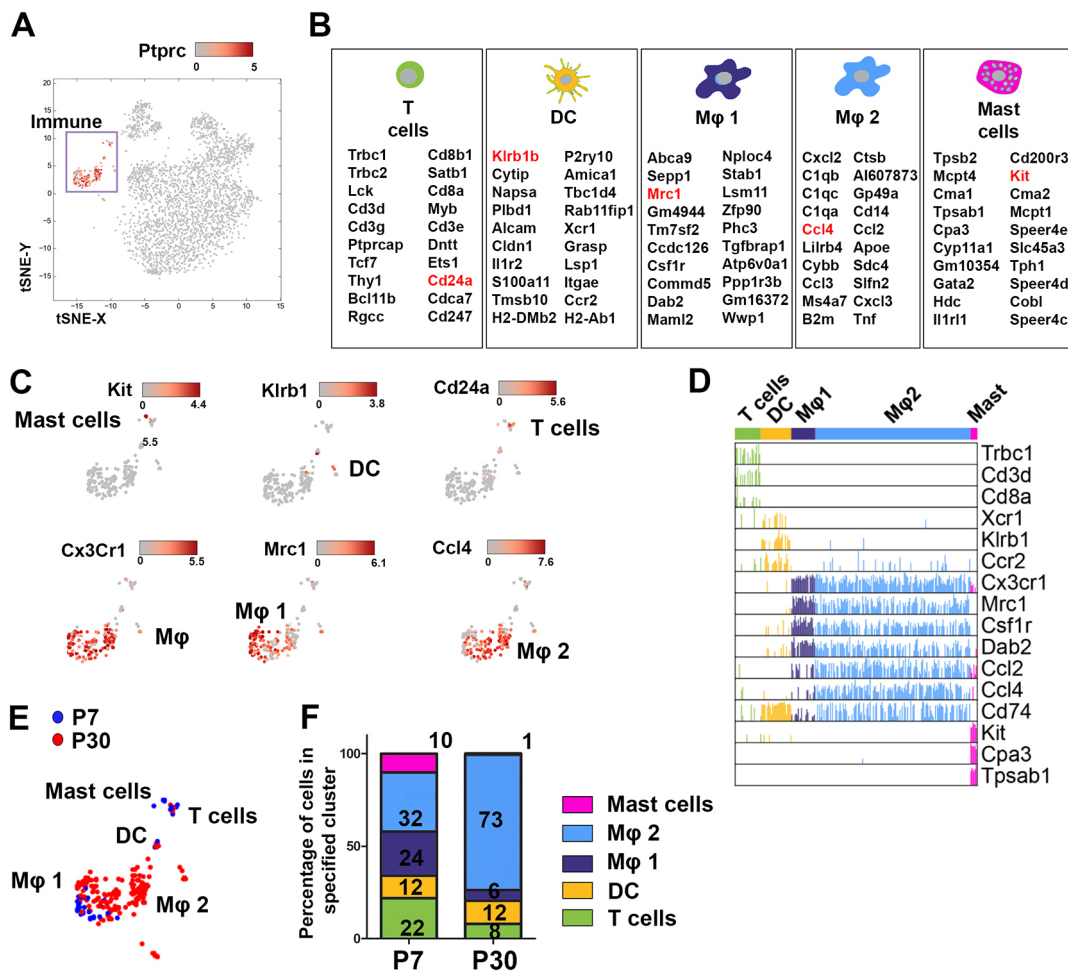 A
Ptprc
0 5
Immune
20
15
10
5
0
−5
−10
−15
−20
−15 −10 −5 0 5 10 15
tSNE-Y
tSNE-X
B
T
cells
Trbc1 Cd8b1
Trbc2 Satb1
Lck Cd8a
Cd3d Myb
Cd3g Cd3e
Ptprcap Dntt
Tcf7 Ets1
Thy1 Cd24a
Bcl11b Cdca7
Rgcc Cd247
DC
Klrb1b P2ry10
Cytip Amica1
Napsa Tbc1d4
Plbd1 Rab11fip1
Alcam Xcr1
Cldn1 Grasp
Il1r2 Lsp1
S100a11 Itgae
Tmsb10 Ccr2
H2-DMb2 H2-Ab1
Mφ 1
Abca9 Nploc4
Sepp1 Stab1
Mrc1 Lsm11
Gm4944 Zfp90
Tm7sf2 Phc3
Ccdc126 Tgfbrap1
Csf1r Atp6v0a1
Commd5 Ppp1r3b
Dab2 Gm16372
Maml2 Wwp1
Mφ 2
Cxcl2 Ctsb
C1qb AI607873
C1qc Gp49a
C1qa Cd14
Ccl4 Ccl2
Lilrb4 Apoe
Cybb Sdc4
Ccl3 Slfn2
Ms4a7 Cxcl3
B2m Tnf
Mast
cells
Tpsb2 Cd200r3
Mcpt4 Kit
Cma1 Cma2
Tpsab1 Mcpt1
Cpa3 Speer4e
Cyp11a1 Slc45a3
Gm10354 Tph1
Gata2 Speer4d
Hdc Cobl
Il1rl1 Speer4c
C
Kit
0 4.4
Mast cells
5.5
Klrb1
0 3.8
DC
Cd24a
0 5.6
T cells
Cx3Cr1
0 5.5
Mφ
Mrc1
0 6.1
Mφ 1
Ccl4
0 7.6
Mφ 2
D
T cells DC Mφ1 Mφ2 Mast
Trbc1
Cd3d
Cd8a
Xcr1
Klrb1
Ccr2
Cx3cr1
Mrc1
Csf1r
Dab2
Ccl2
Ccl4
Cd74
Kit
Cpa3
Tpsab1
E
P7
P30
Mast cells
T cells
DC
Mφ 1
Mφ 2
F
Percentage of cells in
specified cluster
100
50
0
10
32
24
12
22
1
73
6
12
8
P7 P30
Mast cells
Mφ 2
Mφ 1
DC
T cells